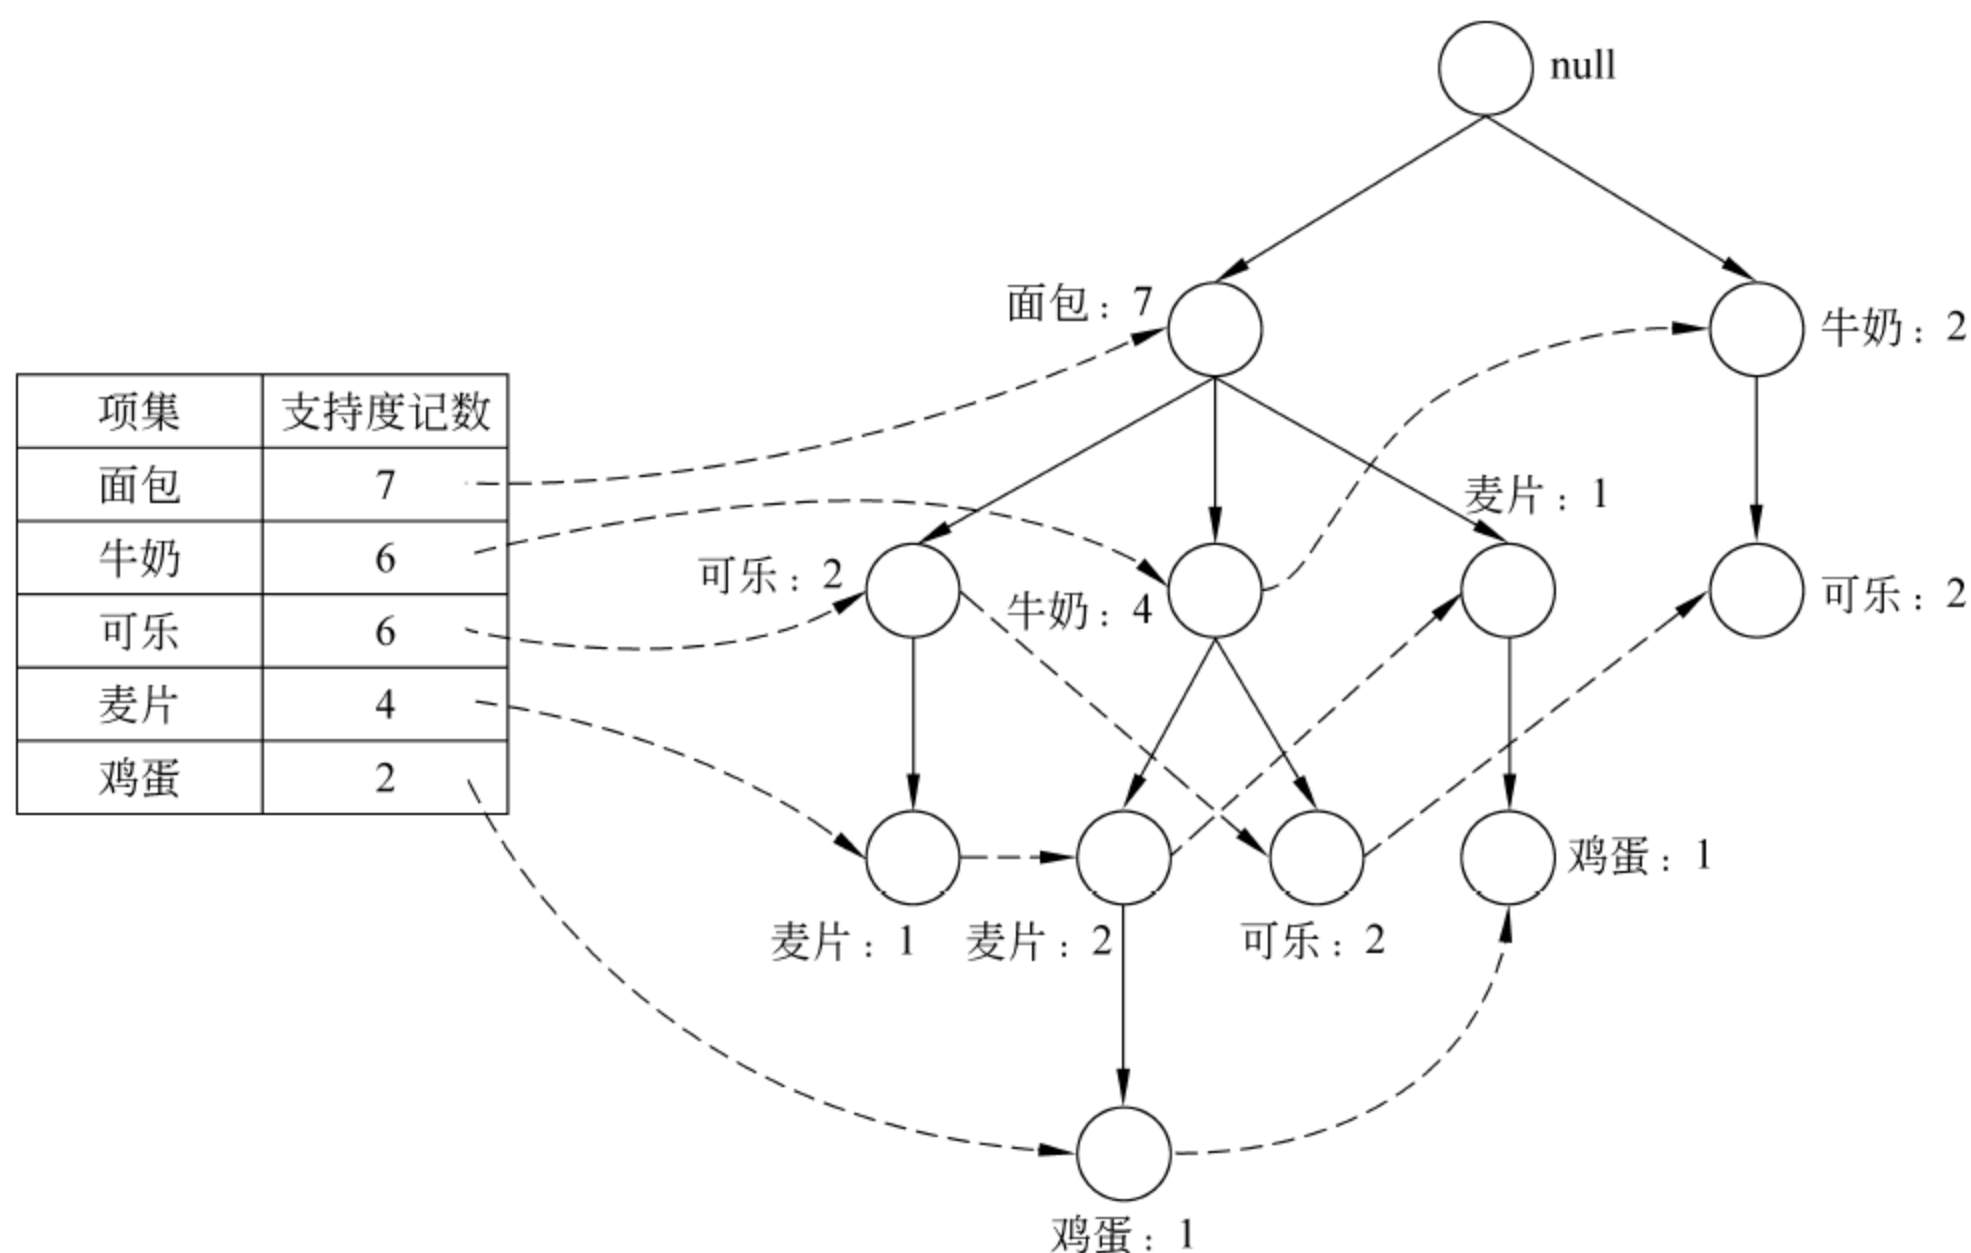 null
面包：7
牛奶：2
项集 支持度记数
面包 7
牛奶 6
可乐 6
麦片 4
鸡蛋 2
麦片：1
可乐：2
牛奶：4
可乐：2
鸡蛋：1
麦片：1
麦片：2
可乐：2
鸡蛋：1